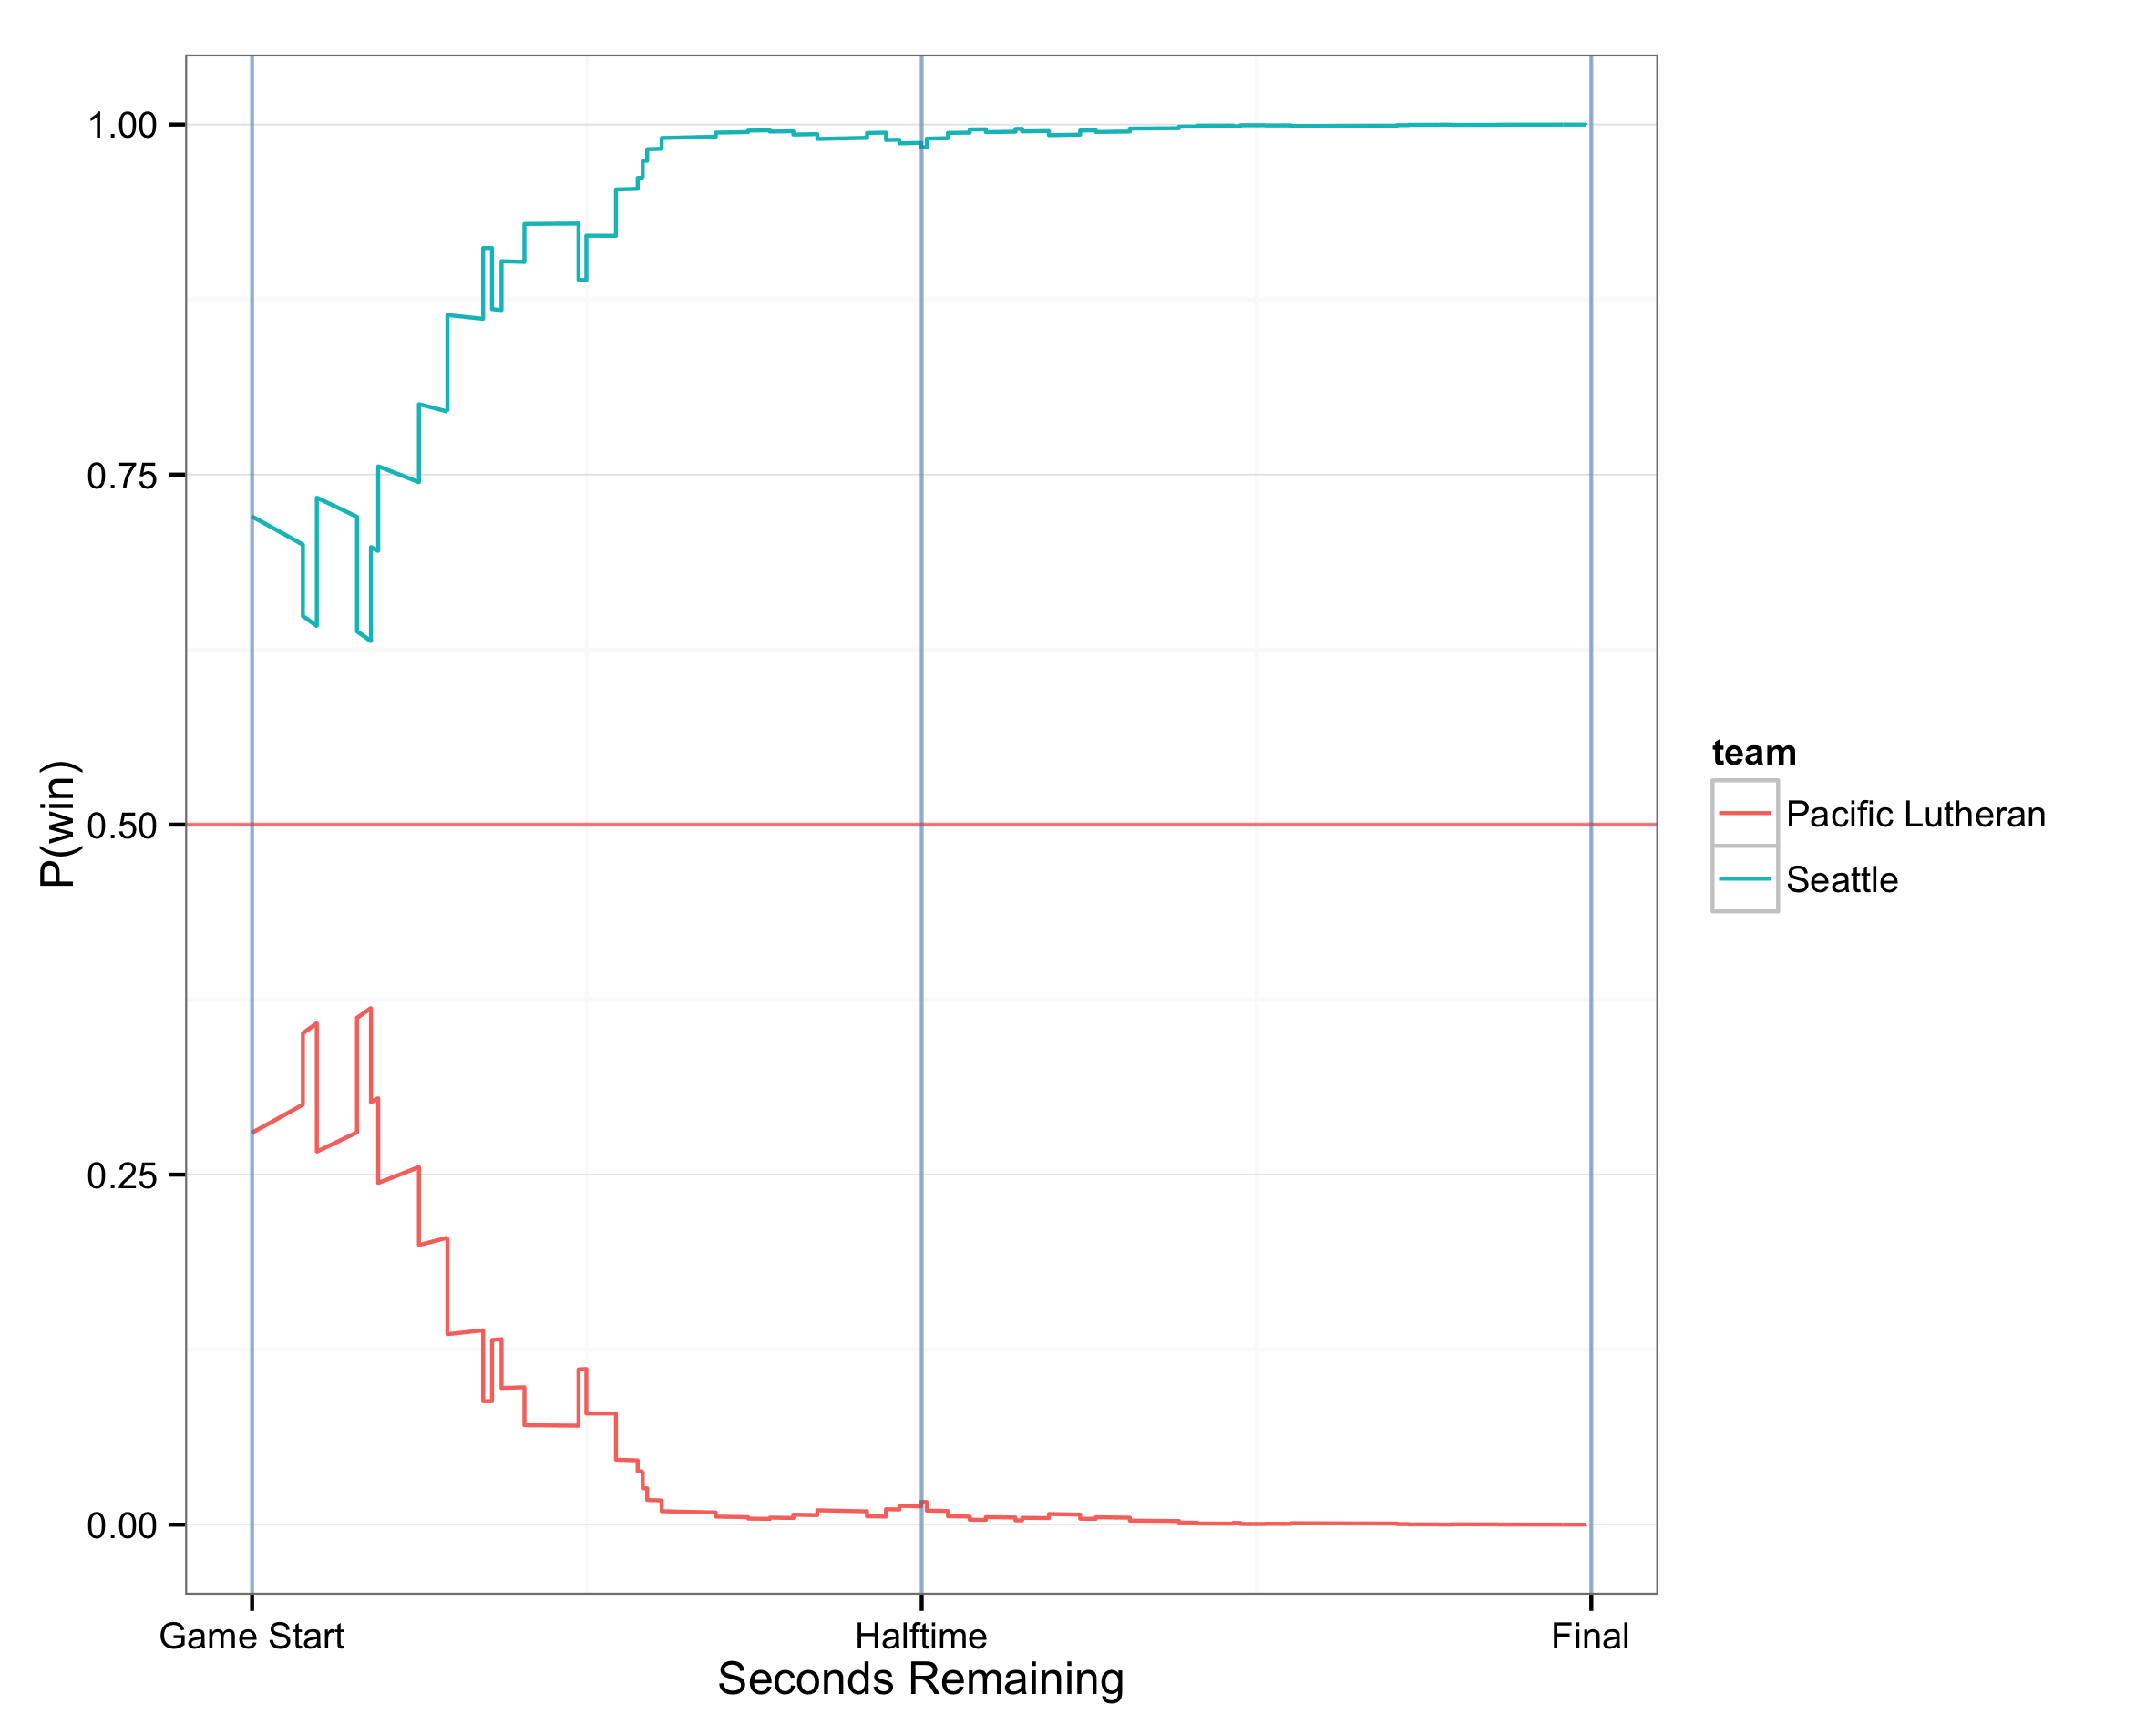 1.00
0.75
0.50
0.25
0.00
P(win)
Game Start
Halftime
Final
Seconds Remaining
team
Pacific Lutheran
Seattle